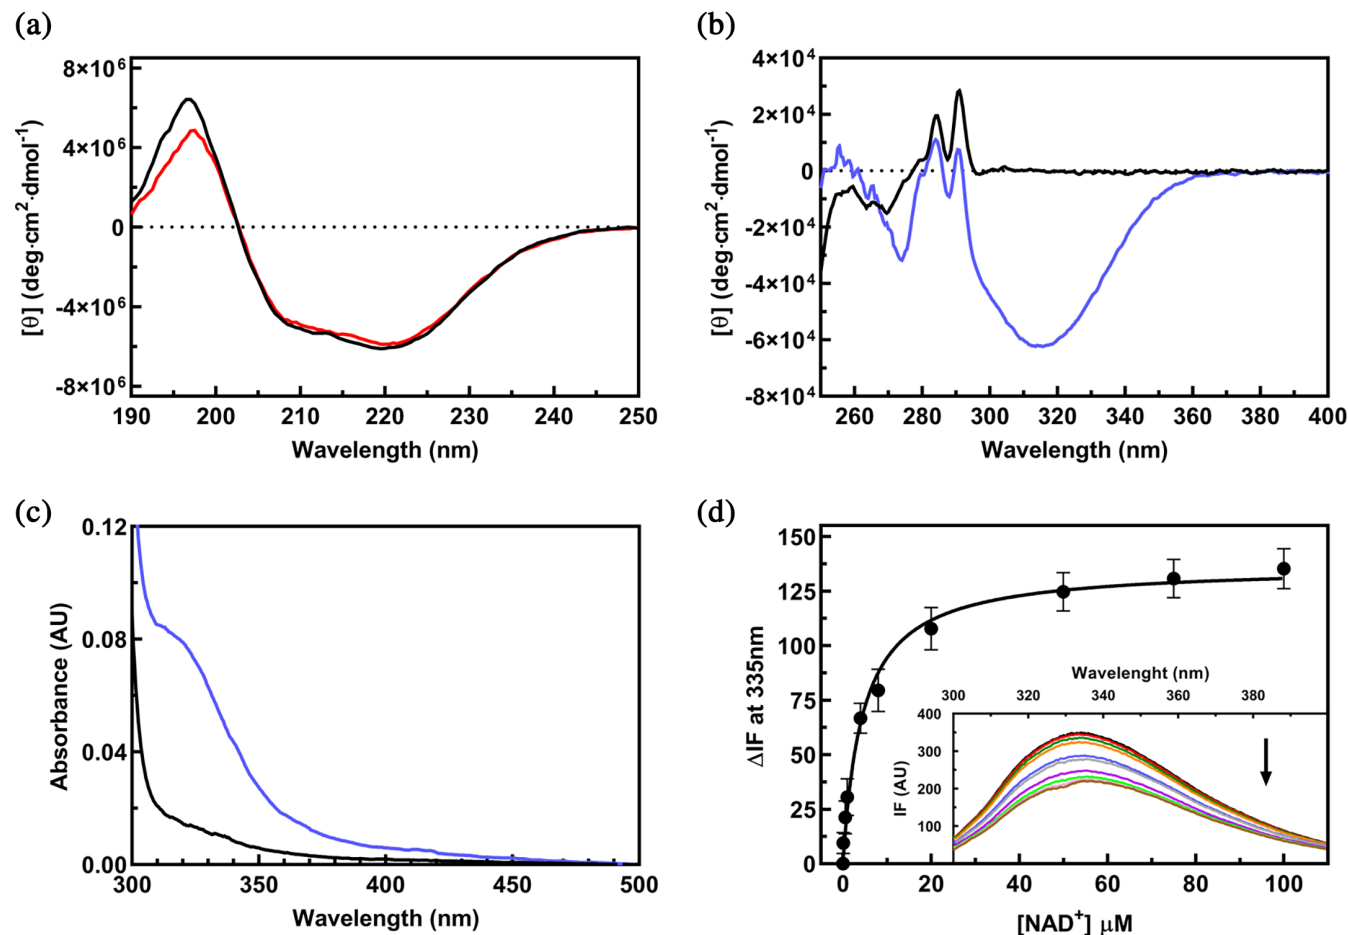 (a)
[θ] (deg·cm²·dmol⁻¹)
8×10⁶
4×10⁶
0
-4×10⁶
-8×10⁶
190 200 210 220 230 240 250
Wavelength (nm)
(b)
[θ] (deg·cm²·dmol⁻¹)
4×10⁴
2×10⁴
0
-2×10⁴
-4×10⁴
-6×10⁴
-8×10⁴
260 280 300 320 340 360 380 400
Wavelength (nm)
(c)
Absorbance (AU)
0.12
0.08
0.04
0.00
300 350 400 450 500
Wavelength (nm)
(d)
ΔIF at 335nm
150
125
100
75
50
25
0
0 20 40 60 80 100
[NAD⁺] μM
Wavelenght (nm)
300 320 340 360 380
IF (AU)
400
300
200
100